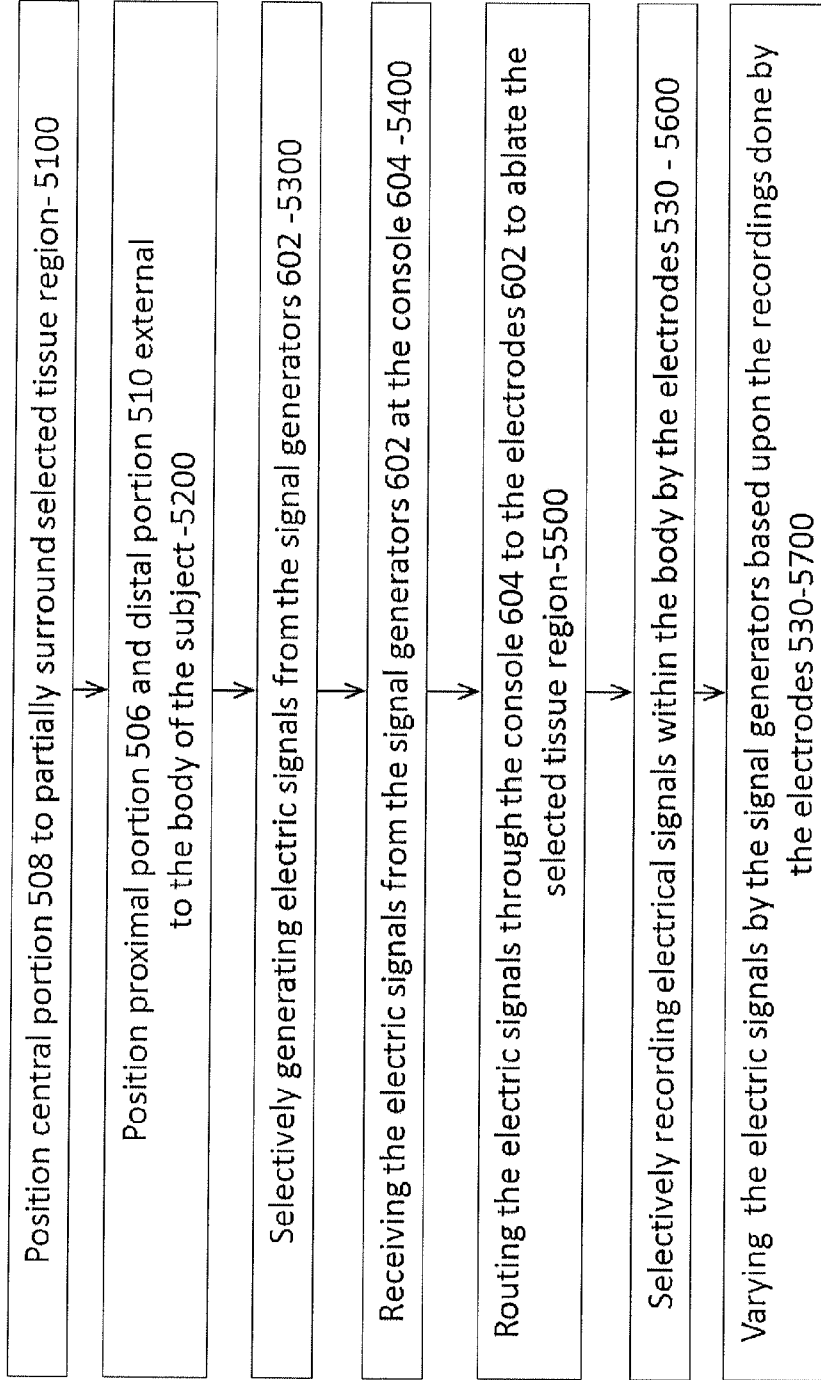 Position central portion 508 to partially surround selected tissue region- 5100
Position proximal portion 506 and distal portion 510 external
to the body of the subject -5200
Selectively generating electric signals from the signal generators 602 -5300
Receiving the electric signals from the signal generators 602 at the console 604 -5400
Routing the electric signals through the console 604 to the electrodes 602 to ablate the
selected tissue region-5500
Selectively recording electrical signals within the body by the electrodes 530 - 5600
Varying the electric signals by the signal generators based upon the recordings done by
the electrodes 530-5700